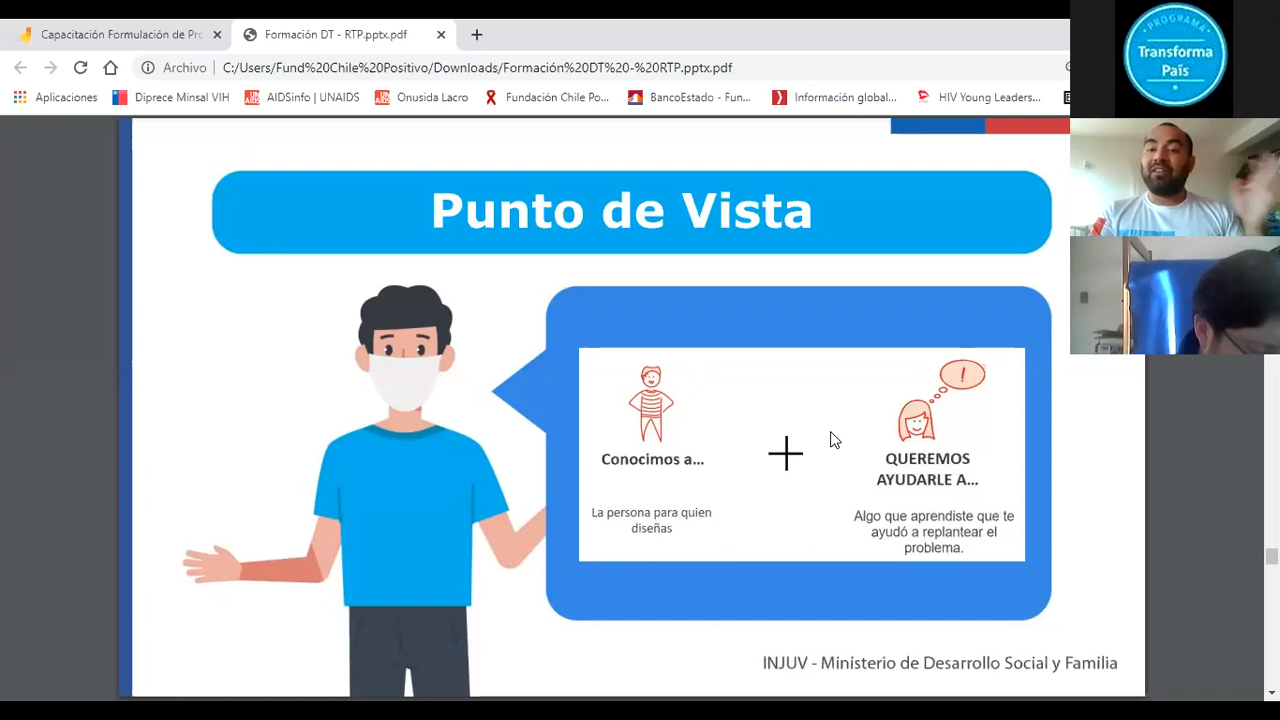 Capacitación Formulación de Pro
Formación DT - RTP.pptx.pdf
Archivo
C:/Users/Fund%20Chile%20Positivo/Downloads/Formación%20DT%20-%20RTP.pptx.pdf
Aplicaciones
Diprece Minsal VIH
AIDSinfo | UNAIDS
Onusida Lacro
Fundación Chile Po...
BancoEstado - Fun...
Información global...
HIV Young Leaders...
PROGRAMA
Transforma
País
Punto de Vista
Conocimos a...
La persona para quien
diseñas
+
!
QUEREMOS
AYUDARLE A...
Algo que aprendiste que te
ayudó a replantear el
problema.
INJUV - Ministerio de Desarrollo Social y Familia